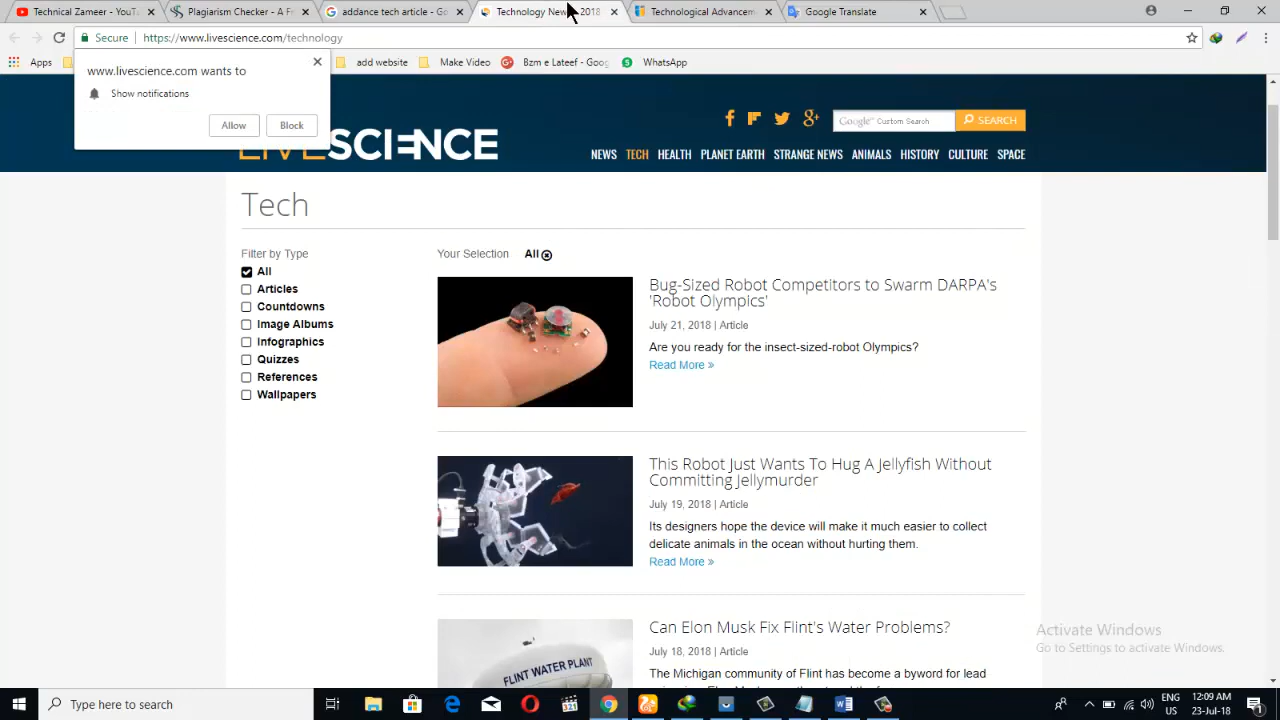 Technical Zameer - YouT
Plagiarism Checker - A F
addance tech article - Go
Technology New 2018
Technological Advancem
Google Translate
Secure
https://www.livescience.com/technology
Apps
add website
Make Video
Bzm e Lateef - Goog
WhatsApp
www.livescience.com wants to
Show notifications
Allow
Block
LIVESCIENCE
Google Custom Search
SEARCH
NEWS TECH HEALTH PLANET EARTH STRANGE NEWS ANIMALS HISTORY CULTURE SPACE
Tech
Filter by Type
All
Articles
Countdowns
Image Albums
Infographics
Quizzes
References
Wallpapers
Your Selection All
Bug-Sized Robot Competitors to Swarm DARPA's
'Robot Olympics'
July 21, 2018 | Article
Are you ready for the insect-sized-robot Olympics?
Read More »
This Robot Just Wants To Hug A Jellyfish Without
Committing Jellymurder
July 19, 2018 | Article
Its designers hope the device will make it much easier to collect
delicate animals in the ocean without hurting them.
Read More »
FLINT WATER PLANT
Can Elon Musk Fix Flint's Water Problems?
July 18, 2018 | Article
The Michigan community of Flint has become a byword for lead
Activate Windows
Go to Settings to activate Windows.
Type here to search
ENG
US
12:09 AM
23-Jul-18